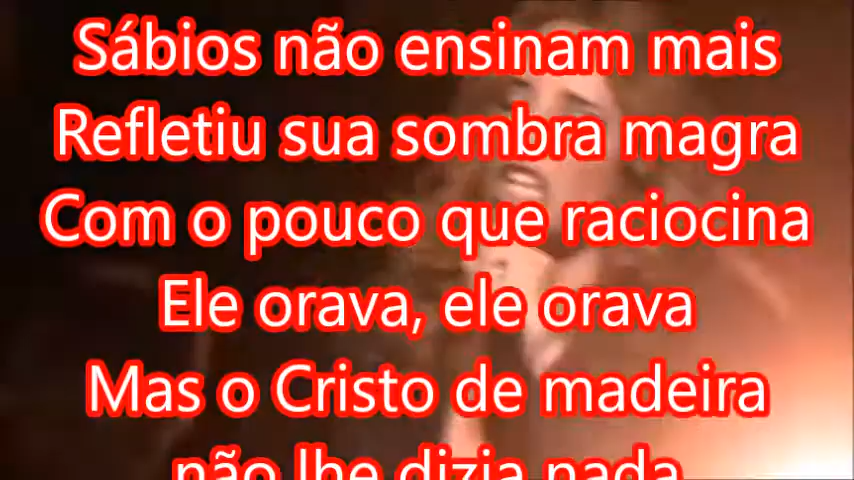 Sábios não ensinam mais
Refletiu sua sombra magra
Com o pouco que raciocina
Ele orava, ele orava
Mas o Cristo de madeira
não lhe dizia nada